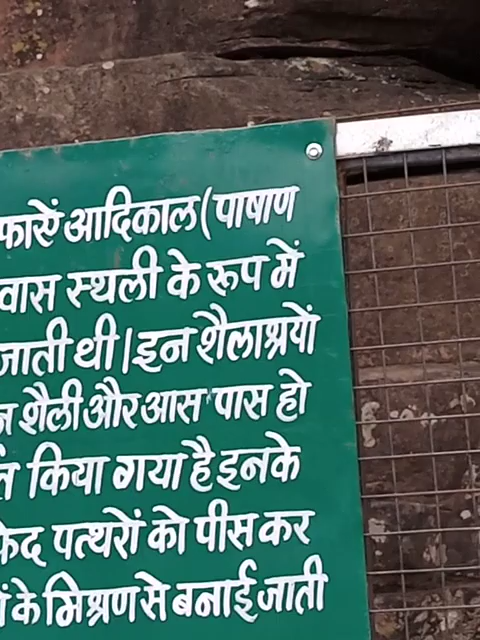 आदिकाल (पाषाण
स्थली के रूप में
जाती थी।इन शैलाश्रयों
शैली और आस पास हो
किया गया है इनके
पत्थरों को पीस कर
के मिश्रण से बनाई जाती